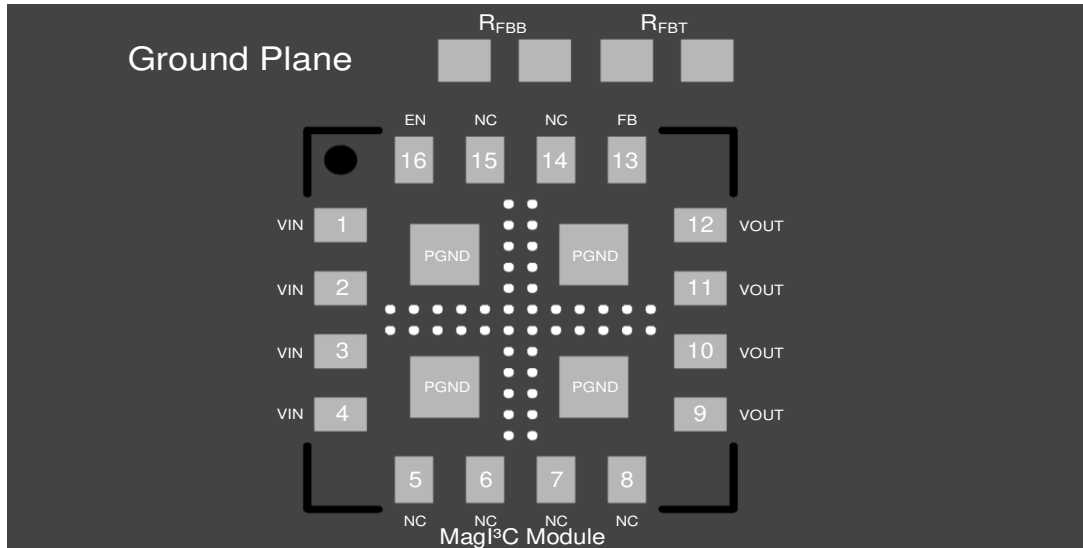 R_FBB R_FBT
Ground Plane
EN NC NC FB
16 15 14 13
VIN 1 12 VOUT
PGND PGND
VIN 2 11 VOUT
VIN 3 10 VOUT
PGND PGND
VIN 4 9 VOUT
5 6 7 8
NC NC NC NC
MagI³C Module